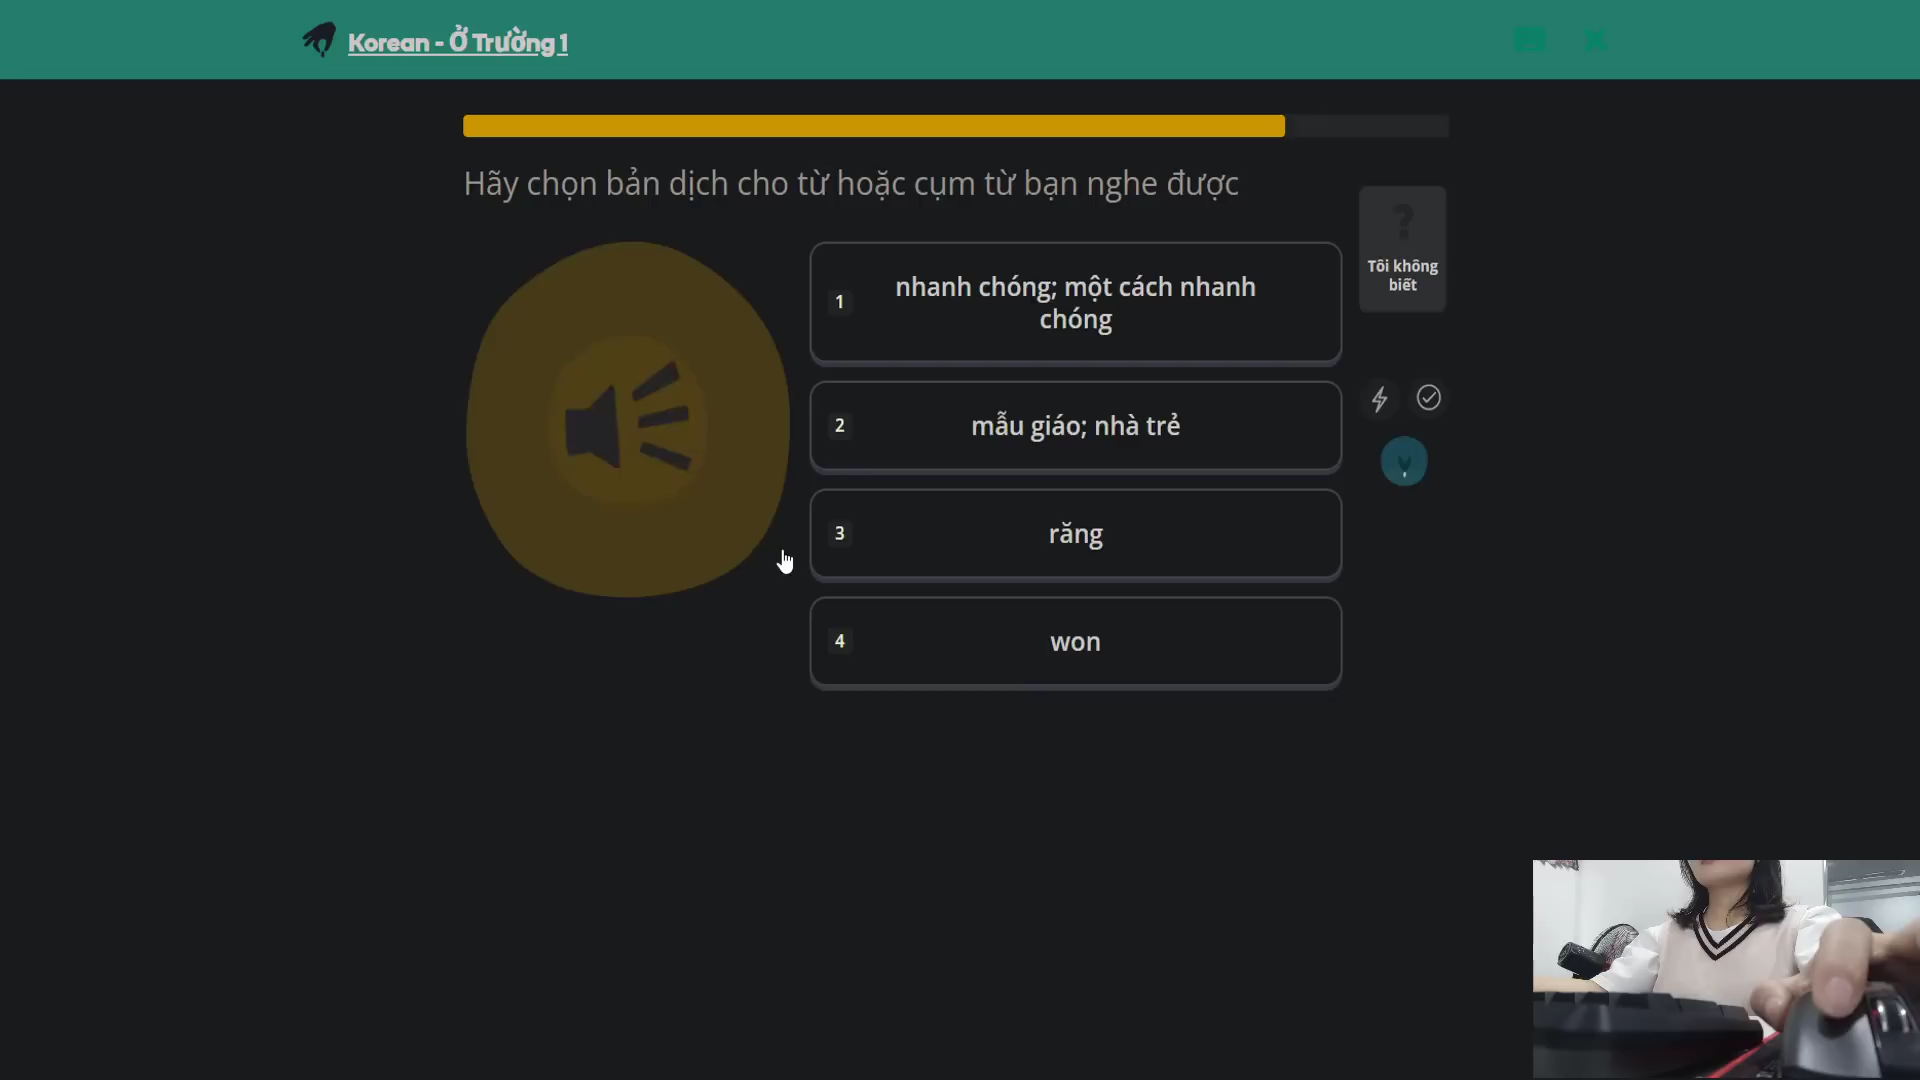 Korean - Ở Trường 1
Hãy chọn bản dịch cho từ hoặc cụm từ bạn nghe được
?
Tôi không
biết
1
nhanh chóng; một cách nhanh
chóng
2
mẫu giáo; nhà trẻ
3
răng
4
won